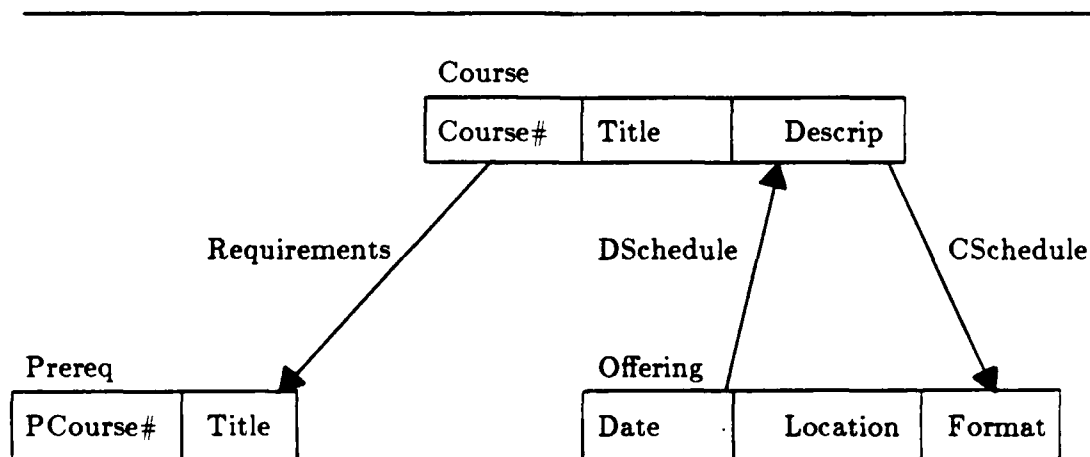 Course
Course# Title Descrip
Requirements DSchedule CSchedule
Prereq Offering
PCourse# Title Date Location Format